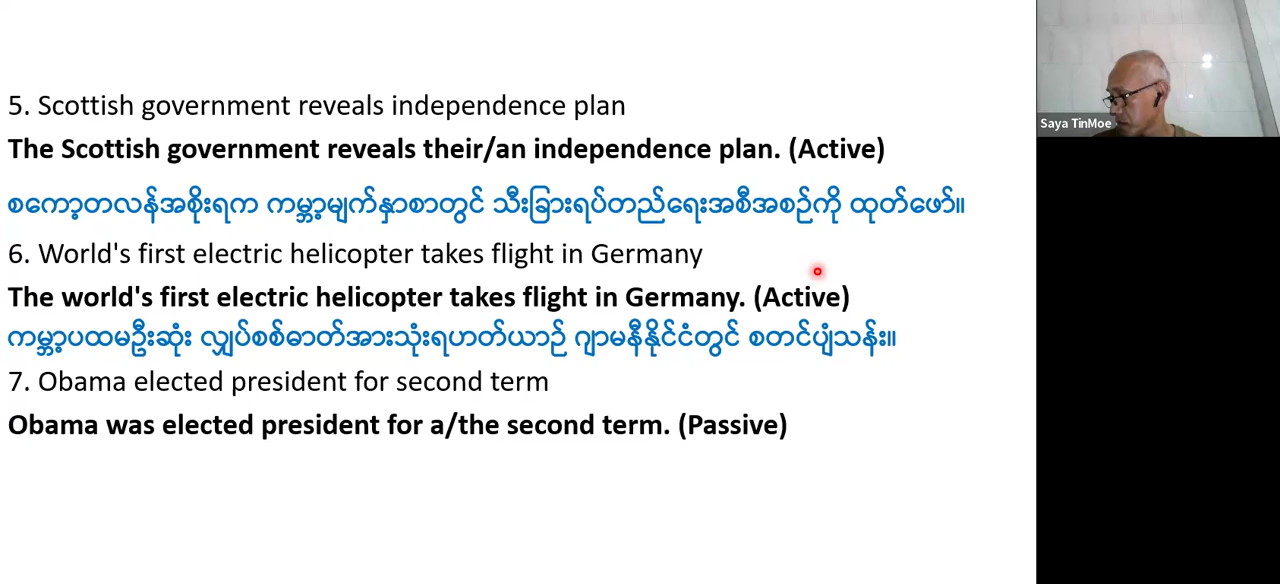 5. Scottish government reveals independence plan
The Scottish government reveals their/an independence plan. (Active)
စကော့တလန်အစိုးရက ကမ္ဘာ့မျက်နှာစာတွင် သီးခြားရပ်တည်ရေးအစီအစဉ်ကို ထုတ်ဖော်။
6. World's first electric helicopter takes flight in Germany
The world's first electric helicopter takes flight in Germany. (Active)
ကမ္ဘာ့ပထမဦးဆုံး လျှပ်စစ်ဓာတ်အားသုံးရဟတ်ယာဉ် ဂျာမနီနိုင်ငံတွင် စတင်ပျံသန်း။
7. Obama elected president for second term
Obama was elected president for a/the second term. (Passive)
Saya TinMoe